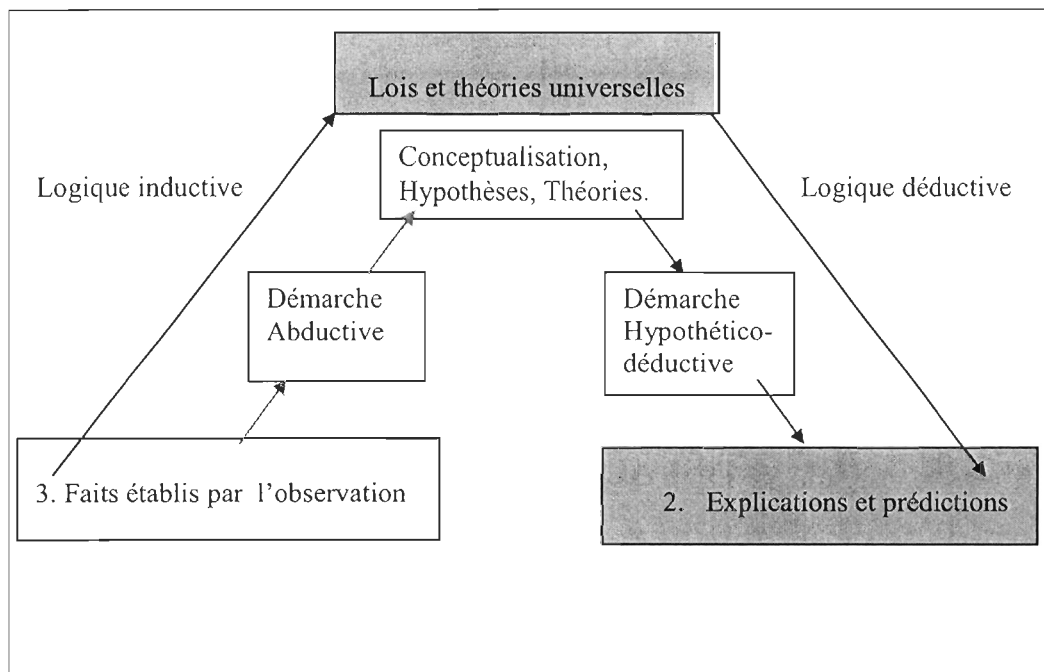 Lois et théories universelles
Conceptualisation,
Hypothèses, Théories.
Logique inductive
Logique déductive
Démarche
Abductive
Démarche
Hypothético-
déductive
3. Faits établis par l'observation
2. Explications et prédictions